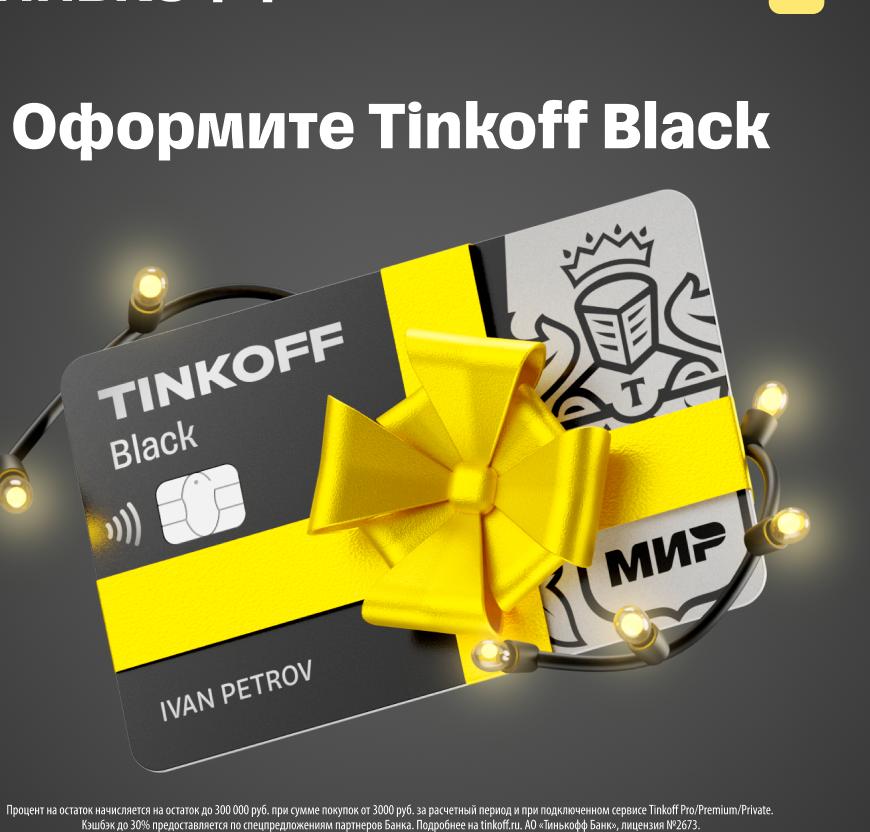 Оформите Tinkoff Black
TINKOFF
Black
Т Р
МИР
IVAN PETROV
Процент на остаток начисляется на остаток до 300 000 руб. при сумме покупок от 3000 руб. за расчетный период и при подключенном сервисе Tinkoff Pro/Premium/Private.
Кэшбэк до 30% предоставляется по спецпредложениям партнеров Банка. Подробнее на tinkoff.ru. АО «Тинькофф Банк», лицензия №2673.